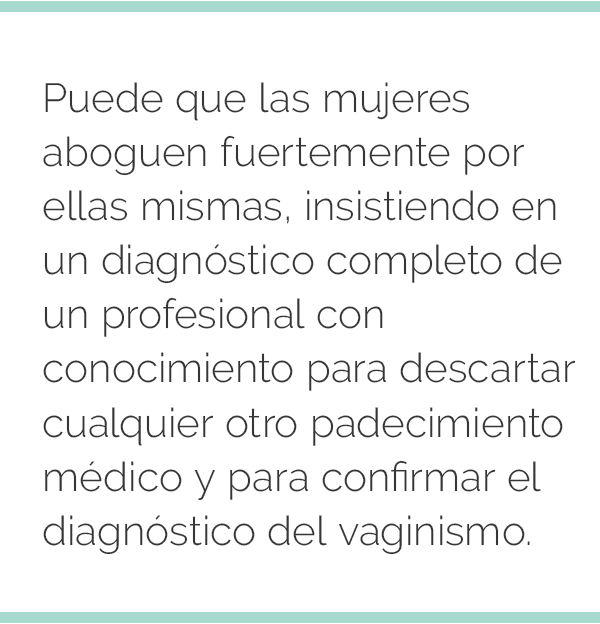 Puede que las mujeres
aboguen fuertemente por
ellas mismas, insistiendo en
un diagnóstico completo de
un profesional con
conocimiento para descartar
cualquier otro padecimiento
médico y para confirmar el
diagnóstico del vaginismo.